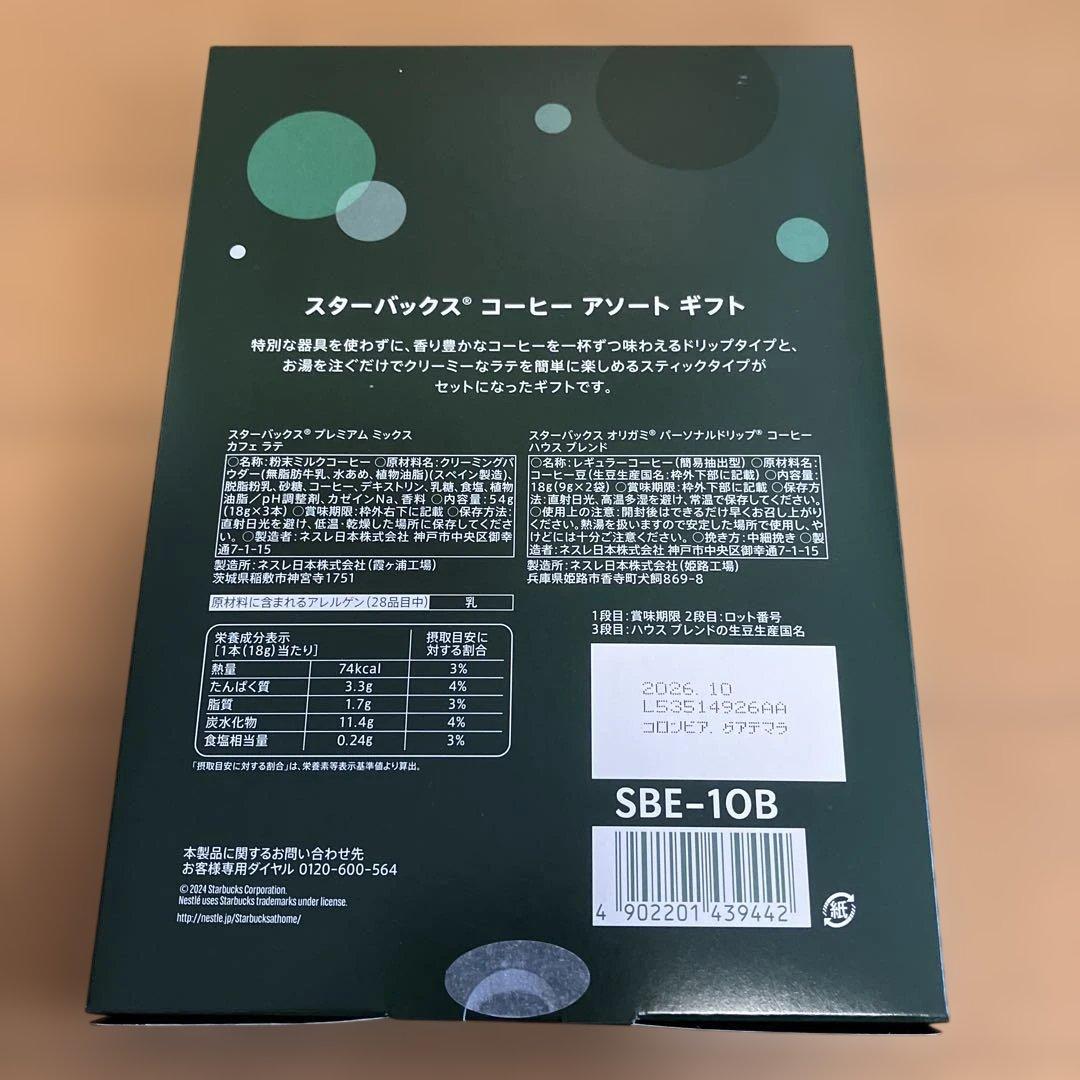 スターバックス® コーヒー アソート ギフト
特別な器具を使わずに、香り豊かなコーヒーを一杯ずつ味わえるドリップタイプと、
お湯を注ぐだけでクリーミーなラテを簡単に楽しめるスティックタイプが
セットになったギフトです。
スターバックス® プレミアム ミックス
カフェ ラテ
○名称:粉末ミルクコーヒー ○原材料名:クリーミングパ
ウダー(無脂肪牛乳、水あめ、植物油脂)(スペイン製造)、
脱脂粉乳、砂糖、コーヒー、デキストリン、乳糖、食塩、植物
油脂/pH調整剤、カゼインNa、香料 ○内容量:54g
(18g×3本) ○賞味期限:枠外右下に記載 ○保存方法:
直射日光を避け、低温・乾燥した場所に保存してくださ
い。○製造者:ネスレ日本株式会社 神戸市中央区御幸
通7-1-15
製造所:ネスレ日本株式会社(霞ヶ浦工場)
茨城県稲敷市神宮寺1751
原材料に含まれるアレルゲン(28品目中) 乳
栄養成分表示
[1本(18g)当たり]
摂取目安に
対する割合
熱量 74kcal 3%
たんぱく質 3.3g 4%
脂質 1.7g 3%
炭水化物 11.4g 4%
食塩相当量 0.24g 3%
「摂取目安に対する割合」は、栄養素等表示基準値より算出。
スターバックス オリガミ® パーソナルドリップ® コーヒー
ハウス ブレンド
○名称:レギュラーコーヒー(簡易抽出型) ○原材料名:
コーヒー豆(生豆生産国名:枠外下部に記載) ○内容量:
18g(9g×2袋) ○賞味期限:枠外下部に記載 ○保存方
法:直射日光、高温多湿を避け、常温で保存してください。
○使用上の注意:開封後はできるだけ早くお召し上がり
ください。熱湯を扱いますので安定した場所で使用し、や
けどには十分ご注意ください。○挽き方:中細挽き ○製
造者:ネスレ日本株式会社 神戸市中央区御幸通7-1-15
製造所:ネスレ日本株式会社(姫路工場)
兵庫県姫路市香寺町犬飼869-8
1段目:賞味期限 2段目:ロット番号
3段目:ハウス ブレンドの生豆生産国名
2026.10
L53514926AA
コロンビア、グアテマラ
SBE-10B
4 902201 439442
紙
本製品に関するお問い合わせ先
お客様専用ダイヤル 0120-600-564
© 2024 Starbucks Corporation.
Nestlé uses Starbucks trademarks under license.
http://nestle.jp/Starbucksathome/